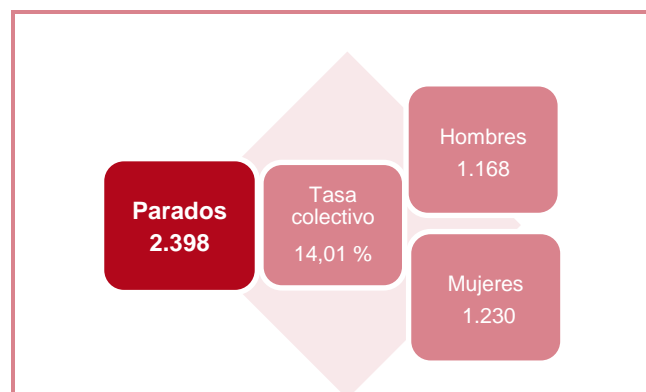 Parados
2.398
Tasa
colectivo
14,01 %
Hombres
1.168
Mujeres
1.230